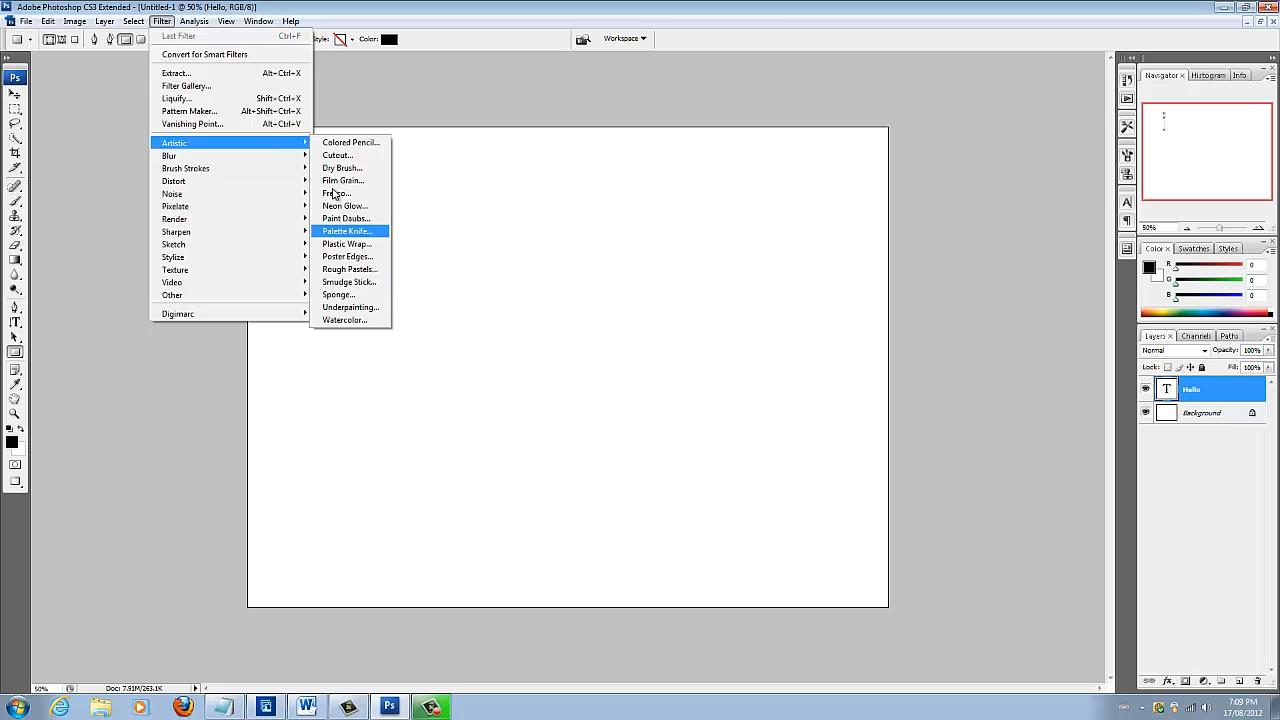 Adobe Photoshop CS3 Extended - [Untitled-1 @ 50% (Hello, RGB/8)]
File Edit Image Layer Select Filter Analysis View Window Help
Style: Color: Workspace
Last Filter Ctrl+F
Convert for Smart Filters
Extract... Alt+Ctrl+X
Filter Gallery...
Liquify... Shift+Ctrl+X
Pattern Maker... Alt+Shift+Ctrl+X
Vanishing Point... Alt+Ctrl+V
Artistic
Blur
Brush Strokes
Distort
Noise
Pixelate
Render
Sharpen
Sketch
Stylize
Texture
Video
Other
Digimarc
Colored Pencil...
Cutout...
Dry Brush...
Film Grain...
Neon Glow...
Paint Daubs...
Palette Knife...
Plastic Wrap...
Poster Edges...
Rough Pastels...
Smudge Stick...
Sponge...
Underpainting...
Watercolor...
Ps
Navigator × Histogram Info
50%
Color × Swatches Styles
R 0
G 0
B 0
Layers × Channels Paths
Normal Opacity: 100%
Lock: Fill: 100%
T Hello
Background
fx
50% Doc: 7.91M/263.1K
W Ps
7:09 PM
17/08/2012